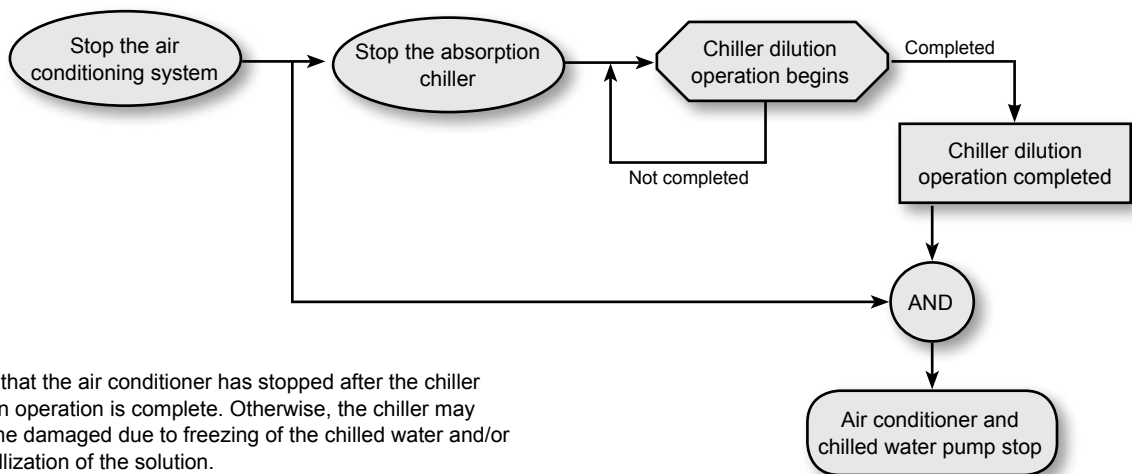 Stop the air
conditioning system
Stop the absorption
chiller
Chiller dilution
operation begins
Completed
Not completed
Chiller dilution
operation completed
AND
Air conditioner and
chilled water pump stop
that the air conditioner has stopped after the chiller
operation is complete. Otherwise, the chiller may
damaged due to freezing of the chilled water and/or
of the solution.